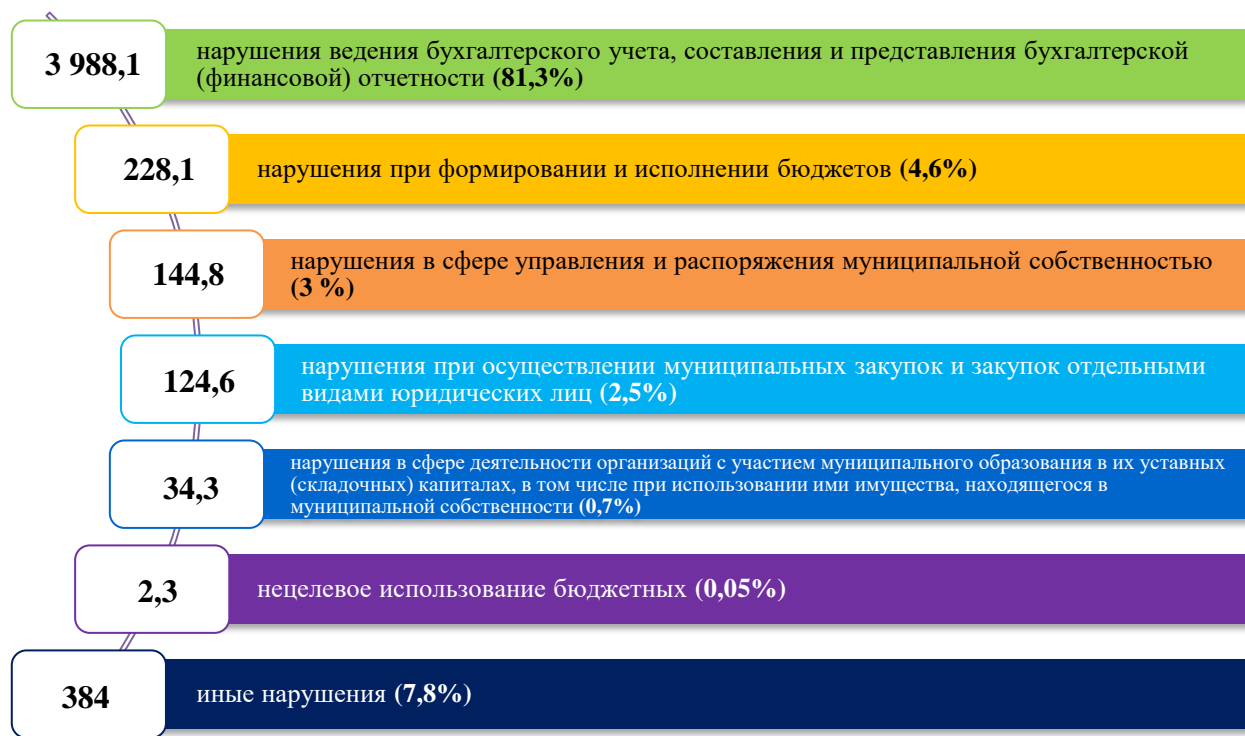 3 988,1
нарушения ведения бухгалтерского учета, составления и представления бухгалтерской
(финансовой) отчетности (81,3%)
228,1
нарушения при формировании и исполнении бюджетов (4,6%)
144,8
нарушения в сфере управления и распоряжения муниципальной собственностью
(3 %)
124,6
нарушения при осуществлении муниципальных закупок и закупок отдельными
видами юридических лиц (2,5%)
34,3
нарушения в сфере деятельности организаций с участием муниципального образования в их уставных
(складочных) капиталах, в том числе при использовании ими имущества, находящегося в
муниципальной собственности (0,7%)
2,3
нецелевое использование бюджетных (0,05%)
384
иные нарушения (7,8%)